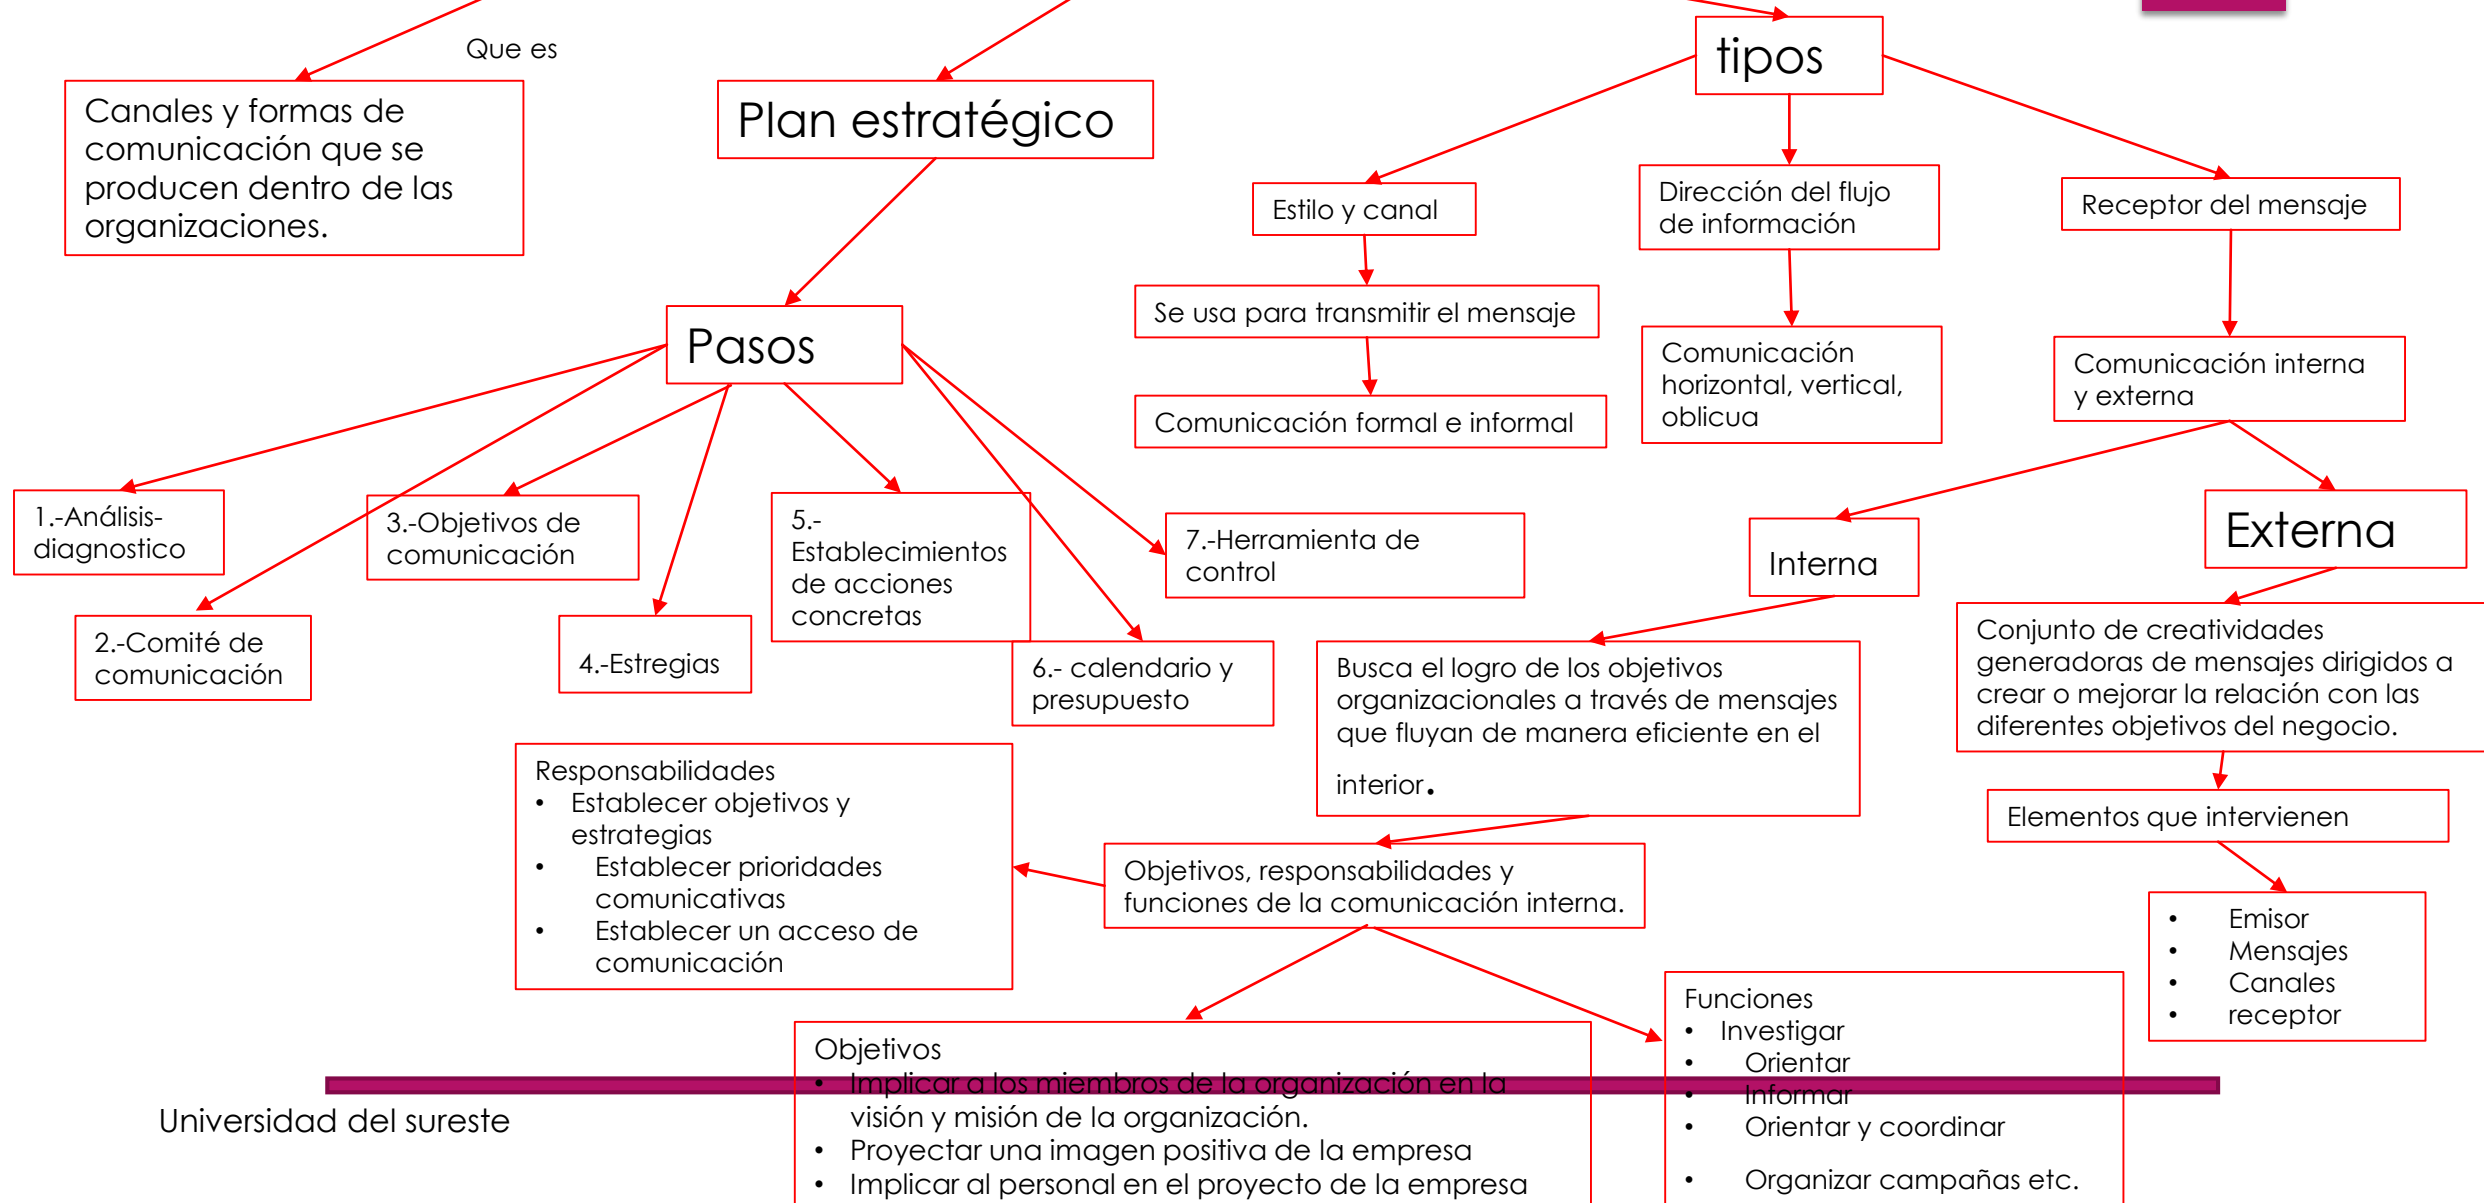 Que es
Canales y formas de
comunicación que se
producen dentro de las
organizaciones.
Plan estratégico
tipos
Estilo y canal
Dirección del flujo
de información
Receptor del mensaje
Se usa para transmitir el mensaje
Comunicación formal e informal
Comunicación
horizontal, vertical,
oblicua
Comunicación interna
y externa
Pasos
1.-Análisis-
diagnostico
2.-Comité de
comunicación
3.-Objetivos de
comunicación
4.-Estregias
5.-
Establecimientos
de acciones
concretas
6.- calendario y
presupuesto
7.-Herramienta de
control
Interna
Externa
Busca el logro de los objetivos
organizacionales a través de mensajes
que fluyan de manera eficiente en el
interior.
Conjunto de creatividades
generadoras de mensajes dirigidos a
crear o mejorar la relación con las
diferentes objetivos del negocio.
Elementos que intervienen
• Emisor
• Mensajes
• Canales
• receptor
Objetivos, responsabilidades y
funciones de la comunicación interna.
Responsabilidades
• Establecer objetivos y
estrategias
• Establecer prioridades
comunicativas
• Establecer un acceso de
comunicación
Objetivos
• Implicar a los miembros de la organización en la
visión y misión de la organización.
• Proyectar una imagen positiva de la empresa
• Implicar al personal en el proyecto de la empresa
Funciones
• Investigar
• Orientar
• Informar
• Orientar y coordinar
• Organizar campañas etc.
Universidad del sureste